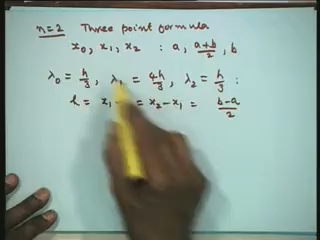 n=2 Three point formula
x₀, x₁, x₂ : a, (a+b)/2, b
λ₀ = h/3, λ₁ = 4h/3, λ₂ = h/3 :
h = x₁ - = x₂-x₁ = (b-a)/2